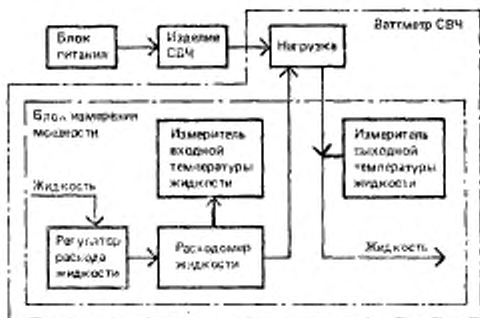 Ваттметр СВЧ
Блок
питания
Изделие
СВЧ
Нагрузка
Блок измерения
мощности
Измеритель
входной
температуры
жидкости
Измеритель
выходной
температуры
жидкости
Жидкость
Регулятор
расхода
жидкости
Расходомер
жидкости
Жидкость